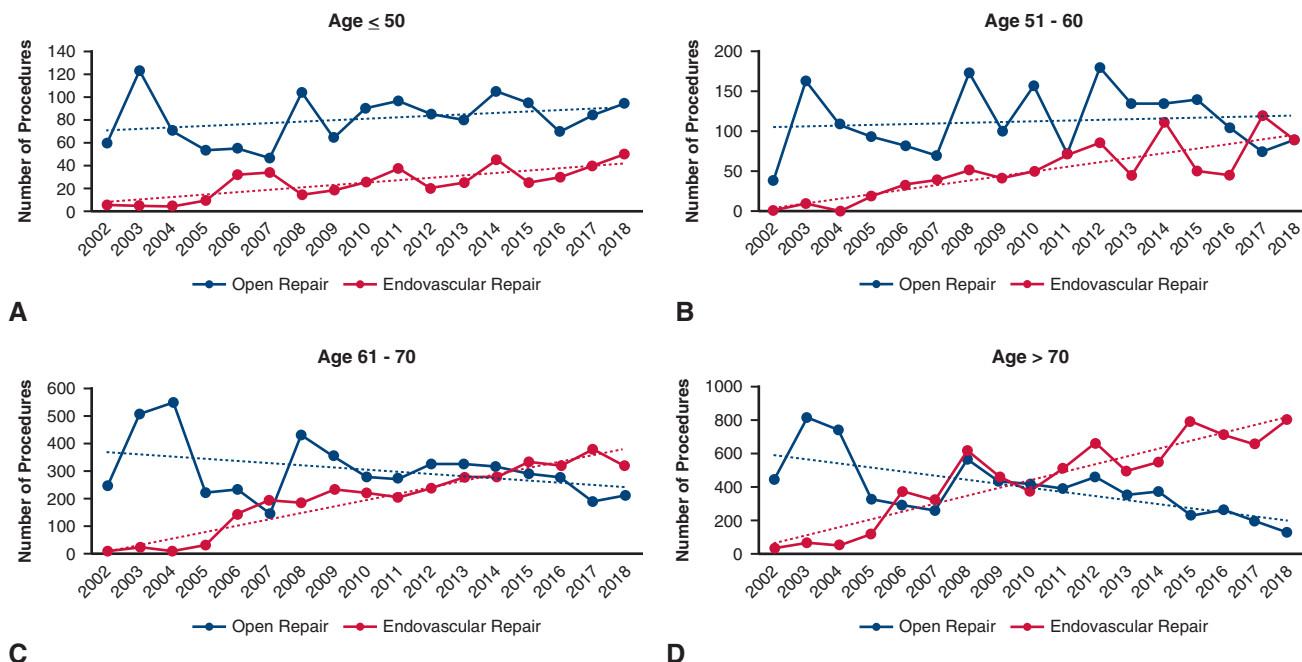 Age ≤ 50
Number of Procedures
140
120
100
80
60
40
20
0
2002 2003 2004 2005 2006 2007 2008 2009 2010 2011 2012 2013 2014 2015 2016 2017 2018
Open Repair Endovascular Repair
A
Age 51 - 60
Number of Procedures
200
150
100
50
0
2002 2003 2004 2005 2006 2007 2008 2009 2010 2011 2012 2013 2014 2015 2016 2017 2018
Open Repair Endovascular Repair
B
Age 61 - 70
Number of Procedures
600
500
400
300
200
100
0
2002 2003 2004 2005 2006 2007 2008 2009 2010 2011 2012 2013 2014 2015 2016 2017 2018
Open Repair Endovascular Repair
C
Age > 70
Number of Procedures
1000
800
600
400
200
0
2002 2003 2004 2005 2006 2007 2008 2009 2010 2011 2012 2013 2014 2015 2016 2017 2018
Open Repair Endovascular Repair
D